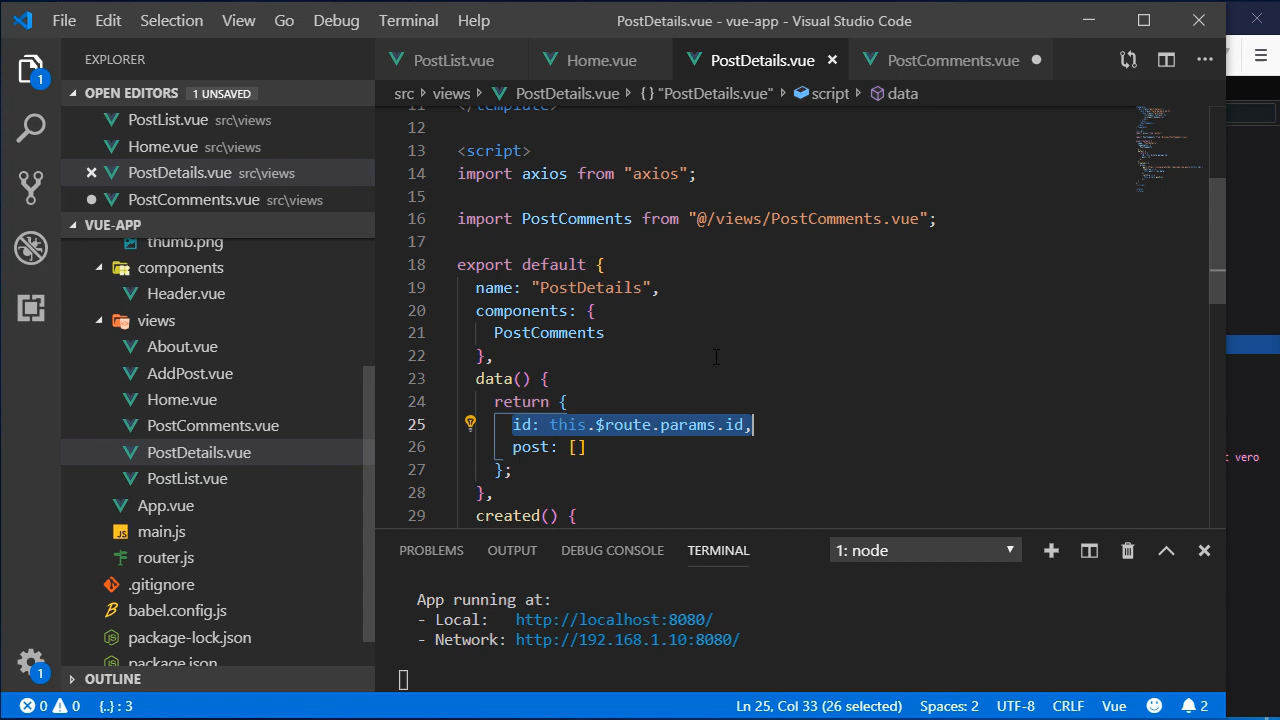 File Edit Selection View Go Debug Terminal Help PostDetails.vue - vue-app - Visual Studio Code
EXPLORER
OPEN EDITORS 1 UNSAVED
PostList.vue src\views
Home.vue src\views
PostDetails.vue src\views
PostComments.vue src\views
VUE-APP
thumb.png
components
Header.vue
views
About.vue
AddPost.vue
Home.vue
PostComments.vue
PostDetails.vue
PostList.vue
App.vue
main.js
router.js
.gitignore
babel.config.js
package-lock.json
package.json
OUTLINE
PostList.vue Home.vue PostDetails.vue PostComments.vue
src › views › PostDetails.vue › {} "PostDetails.vue" › script › data
11 </template>
12
13 <script>
14 import axios from "axios";
15
16 import PostComments from "@/views/PostComments.vue";
17
18 export default {
19 name: "PostDetails",
20 components: {
21 PostComments
22 },
23 data() {
24 return {
25 id: this.$route.params.id,
26 post: []
27 };
28 },
29 created() {
PROBLEMS OUTPUT DEBUG CONSOLE TERMINAL 1: node
App running at:
- Local: http://localhost:8080/
- Network: http://192.168.1.10:8080/
vero
1
1
0 0 {..} : 3 Ln 25, Col 33 (26 selected) Spaces: 2 UTF-8 CRLF Vue 2